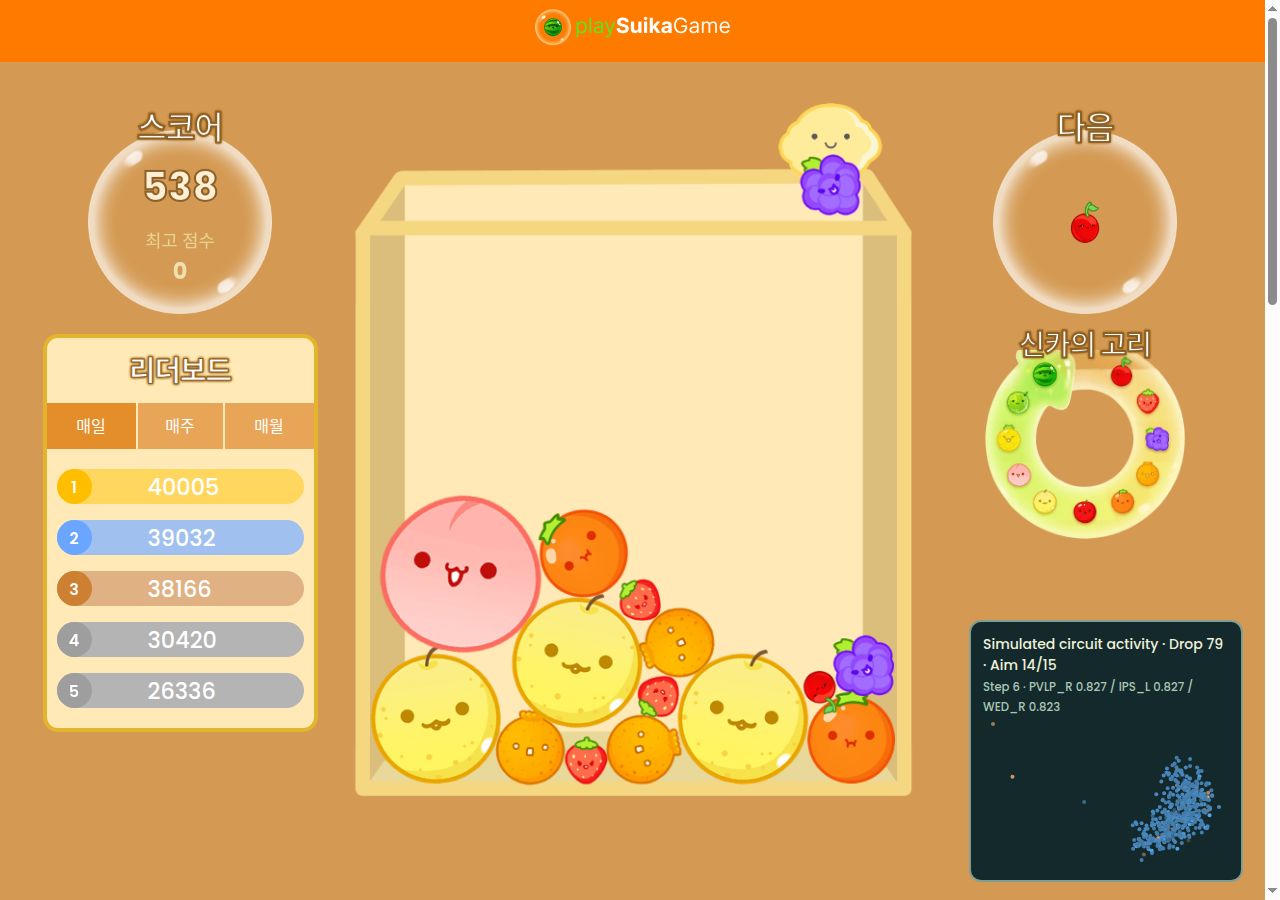 playSuikaGame
스코어
538
최고 점수
0
다음
신카의 고리
리더보드
매일 매주 매월
1 40005
2 39032
3 38166
4 30420
5 26336
Simulated circuit activity · Drop 79
· Aim 14/15
Step 6 · PVLP_R 0.827 / IPS_L 0.827 /
WED_R 0.823